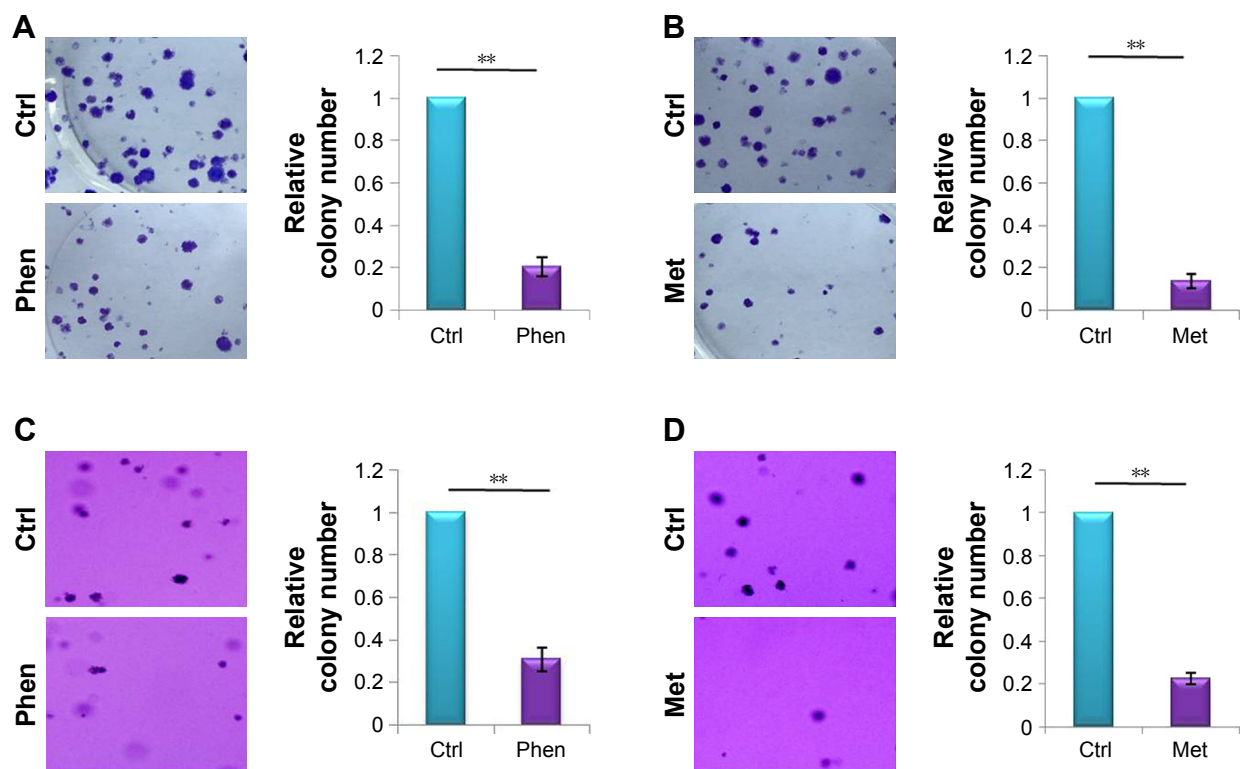 A
Ctrl
Phen
Relative
colony number
1.2
1
0.8
0.6
0.4
0.2
0
**
Ctrl
Phen
B
Ctrl
Met
Relative
colony number
1.2
1
0.8
0.6
0.4
0.2
0
**
Ctrl
Met
C
Ctrl
Phen
Relative
colony number
1.2
1
0.8
0.6
0.4
0.2
0
**
Ctrl
Phen
D
Ctrl
Met
Relative
colony number
1.2
1
0.8
0.6
0.4
0.2
0
**
Ctrl
Met